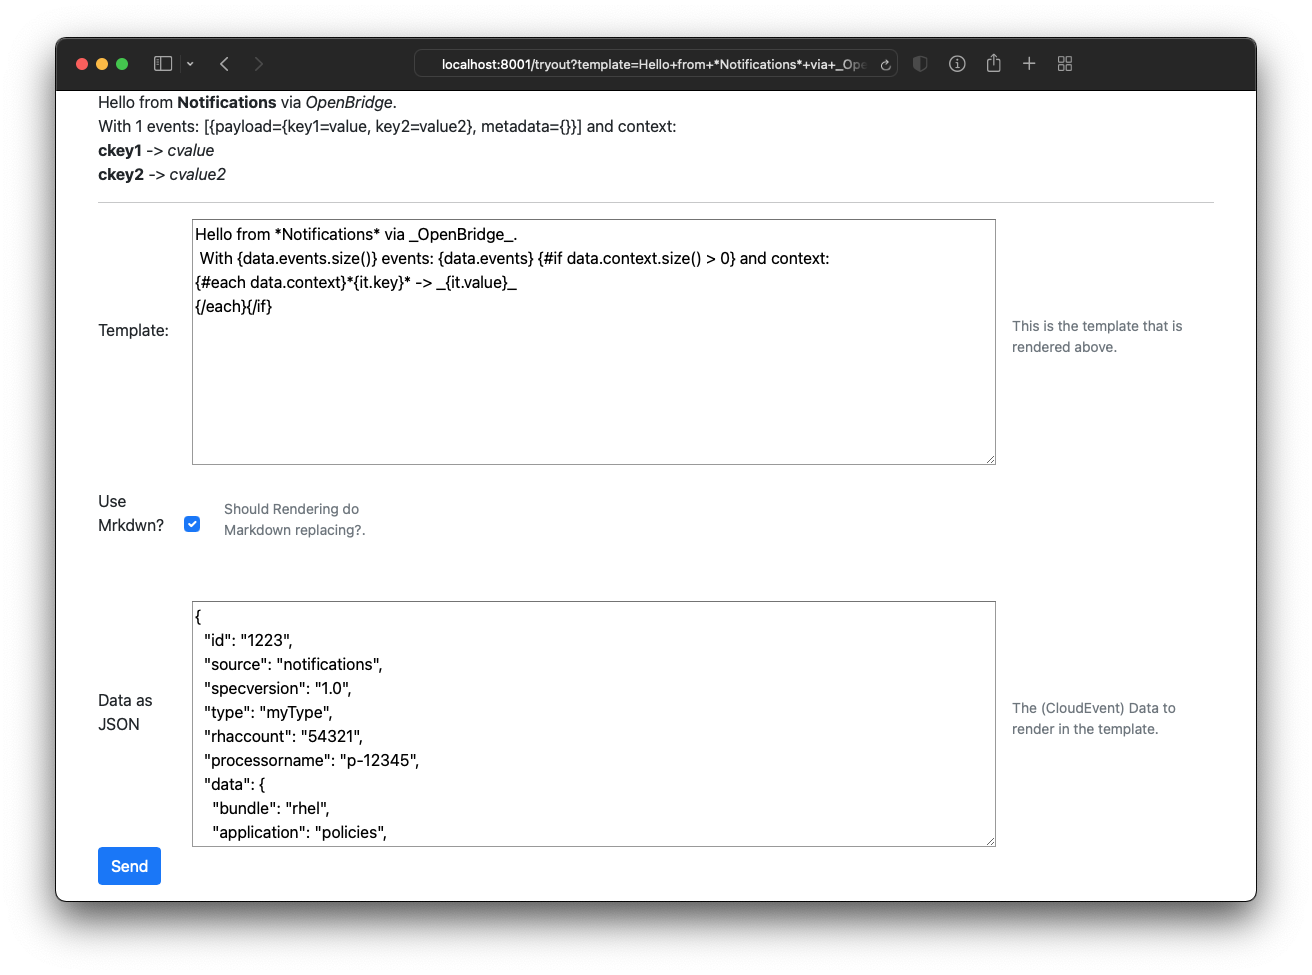 localhost:8001/tryout?template=Hello+from+*Notifications*+via+_Ope
Hello from Notifications via OpenBridge.
With 1 events: [{payload={key1=value, key2=value2}, metadata={}}] and context:
ckey1 -> cvalue
ckey2 -> cvalue2
Template:
Hello from *Notifications* via _OpenBridge_.
With {data.events.size()} events: {data.events} {#if data.context.size() > 0} and context:
{#each data.context}*{it.key}* -> _{it.value}_
{/each}{/if}
This is the template that is
rendered above.
Use
Mrkdwn?
Should Rendering do
Markdown replacing?.
Data as
JSON
{
"id": "1223",
"source": "notifications",
"specversion": "1.0",
"type": "myType",
"rhaccount": "54321",
"processorname": "p-12345",
"data": {
"bundle": "rhel",
"application": "policies",
The (CloudEvent) Data to
render in the template.
Send